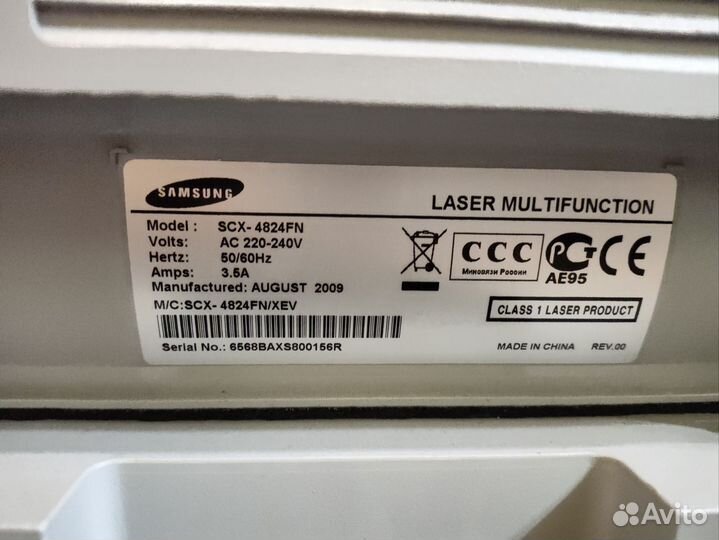 SAMSUNG
LASER MULTIFUNCTION
Model : SCX- 4824FN
Volts: AC 220-240V
Hertz: 50/60Hz
Amps: 3.5A
Manufactured: AUGUST 2009
M/C:SCX- 4824FN/XEV
Serial No.: 6568BAXS800156R
CCC
Минсвязи России
РСТ
AE95
CE
CLASS 1 LASER PRODUCT
MADE IN CHINA REV.00
Avito